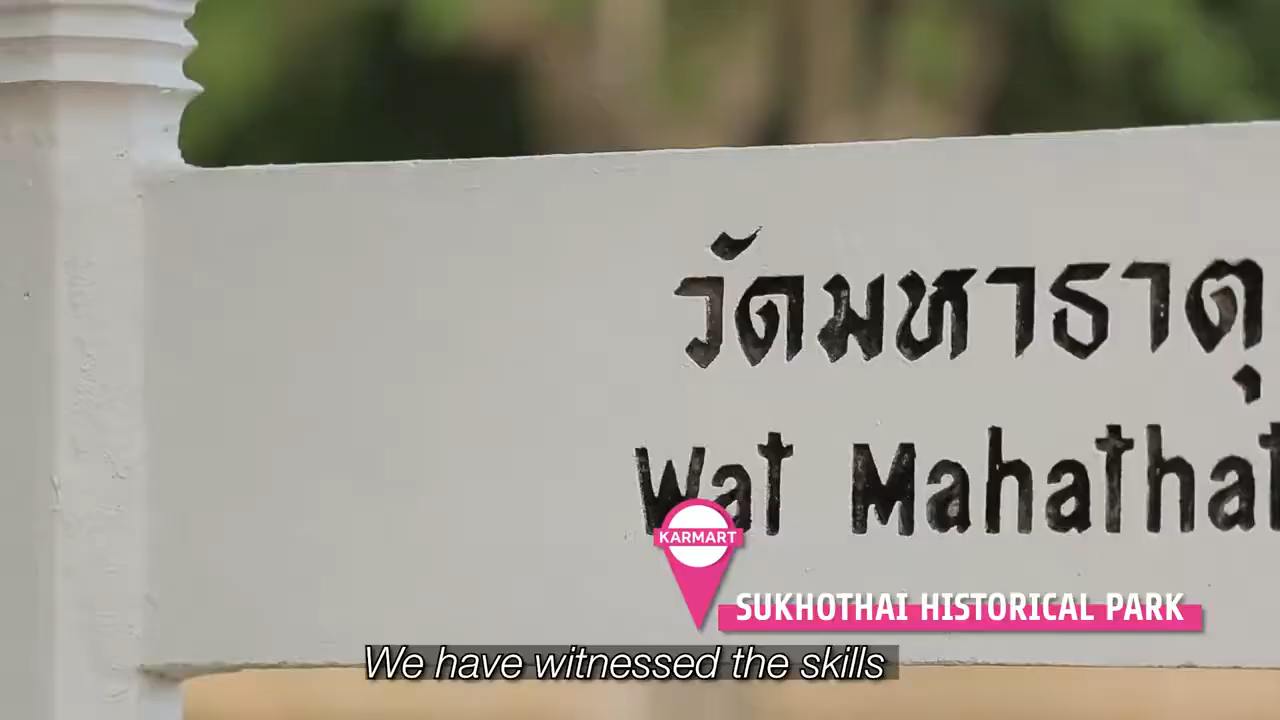 วัดมหาธาตุ
Wat Mahathat
KARMART
SUKHOTHAI HISTORICAL PARK
We have witnessed the skills